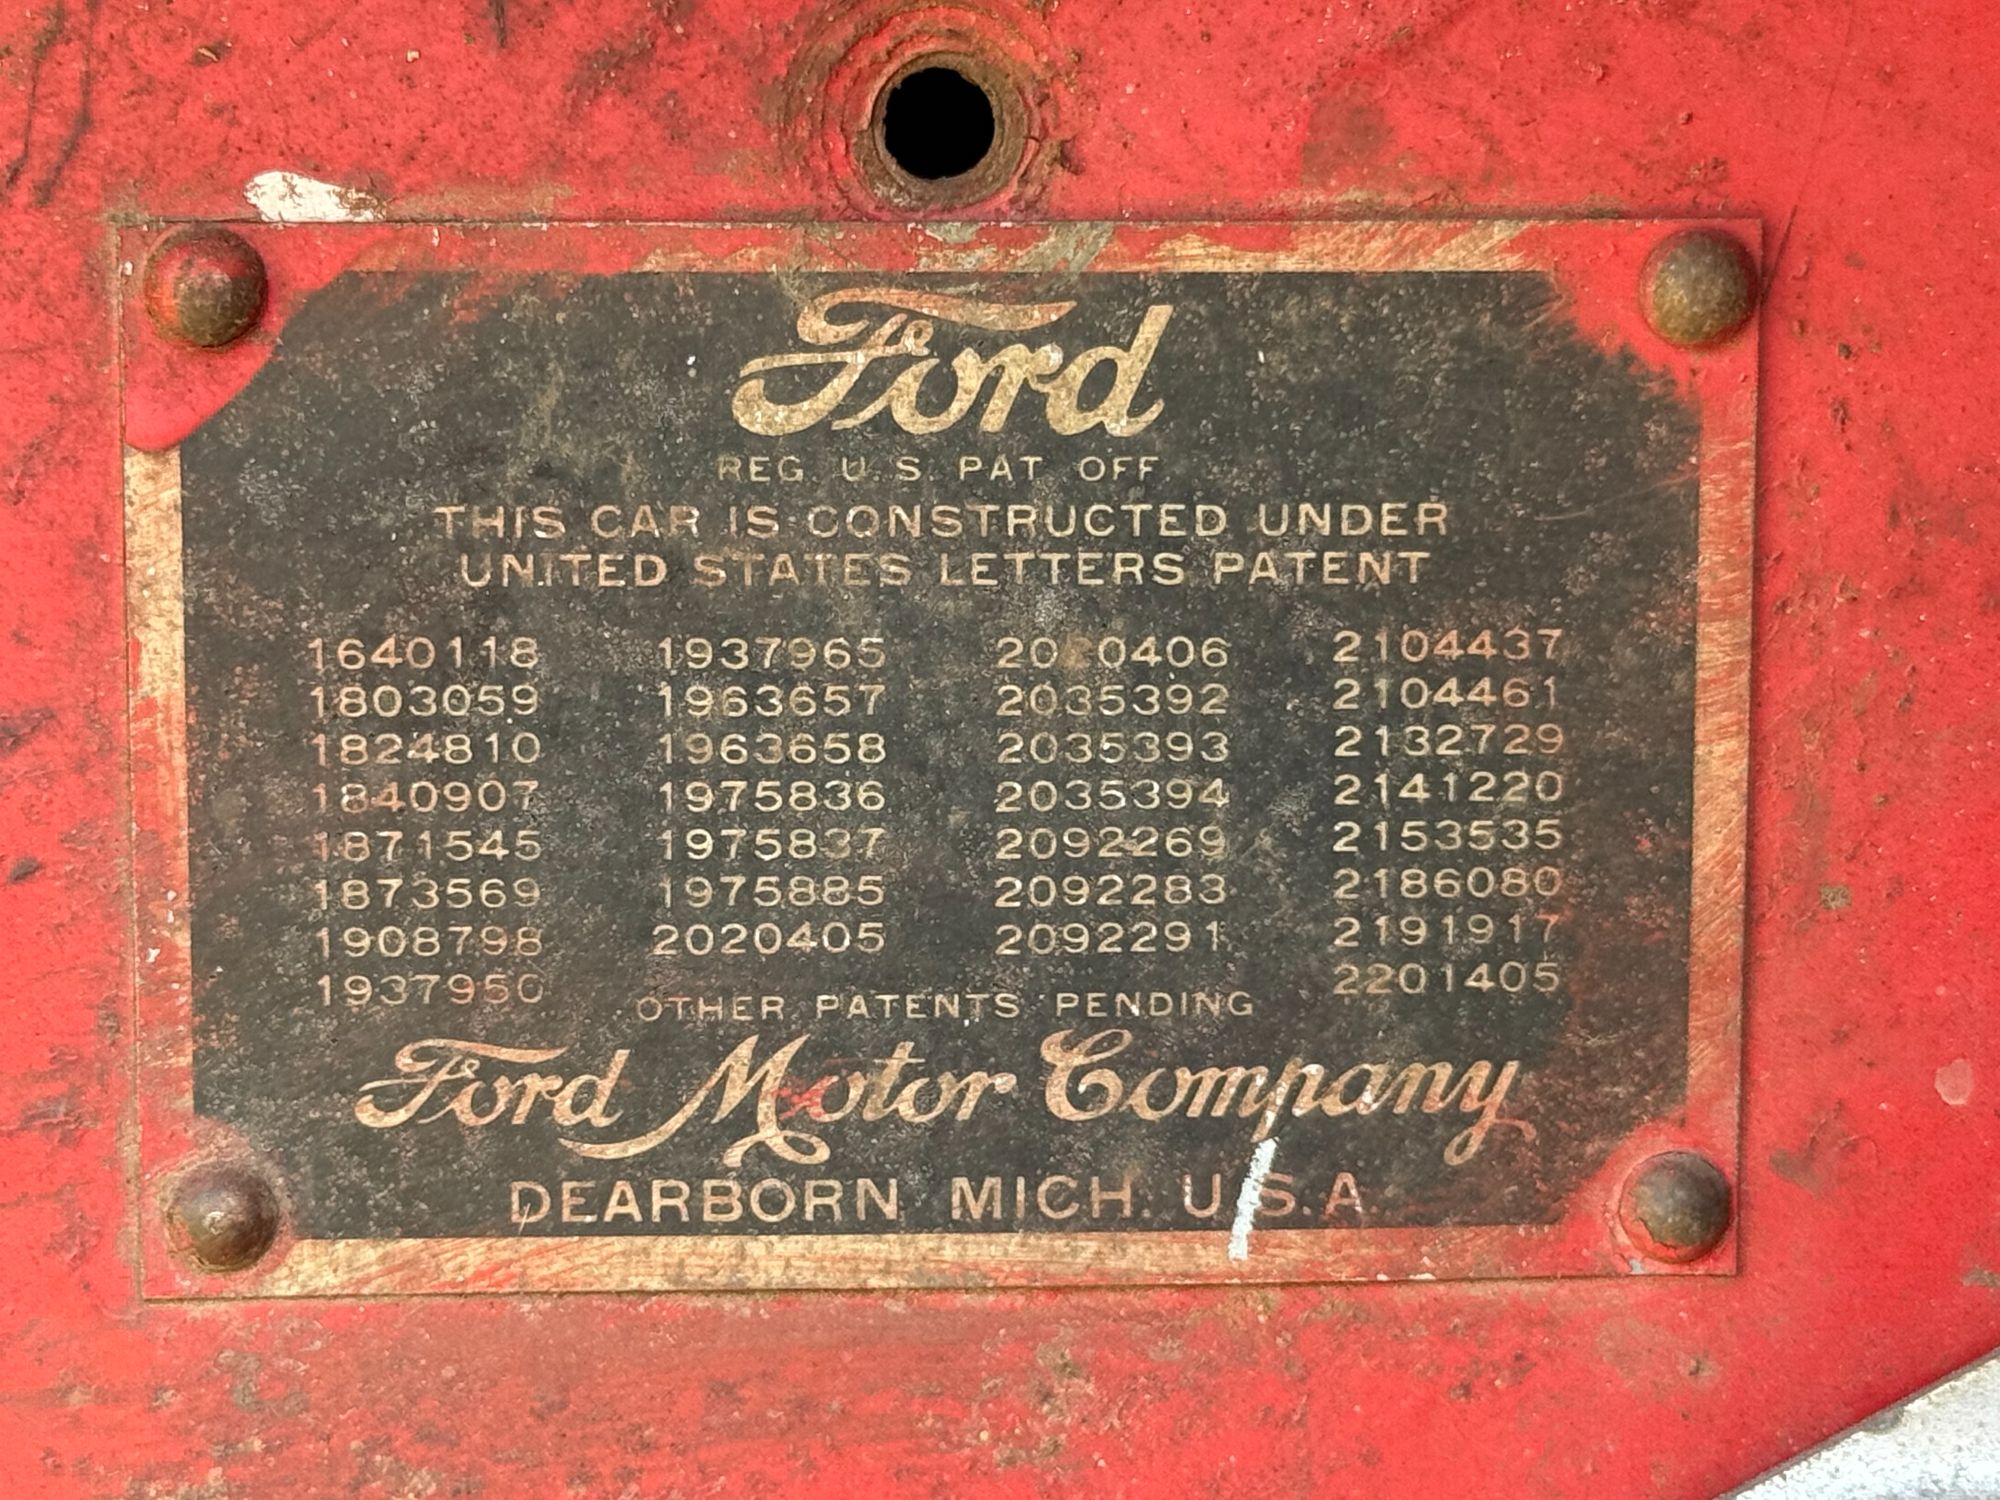 Ford
REG. U.S. PAT OFF
THIS CAR IS CONSTRUCTED UNDER
UNITED STATES LETTERS PATENT
1640118 1937965 2104437
1803059 1963657 2035392 2104461
1824810 1963658 2035393 2132729
1840907 1975836 2035394 2141220
1871545 1975837 2092269 2153535
1873569 1975885 2092283 2186080
1908798 2020405 2092291 2191917
1937950 2201405
OTHER PATENTS PENDING
Ford Motor Company
DEARBORN MICH. U.S.A.